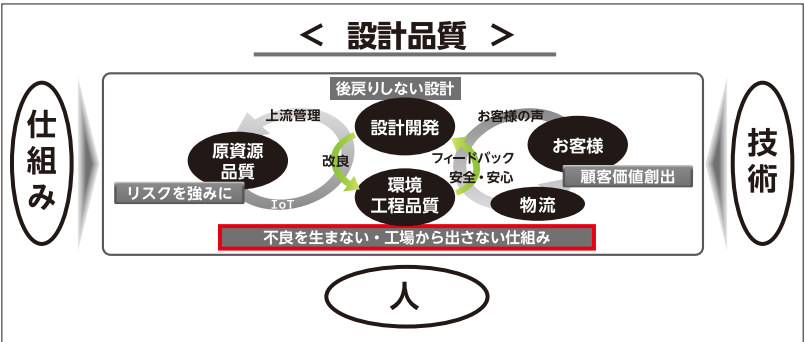 ＜ 設計品質 ＞
仕組み
後戻りしない設計
上流管理
設計開発
お客様の声
原資源
品質
改良
フィードバック
安全・安心
お客様
技術
リスクを強みに
IoT
環境
工程品質
顧客価値創出
物流
不良を生まない・工場から出さない仕組み
人